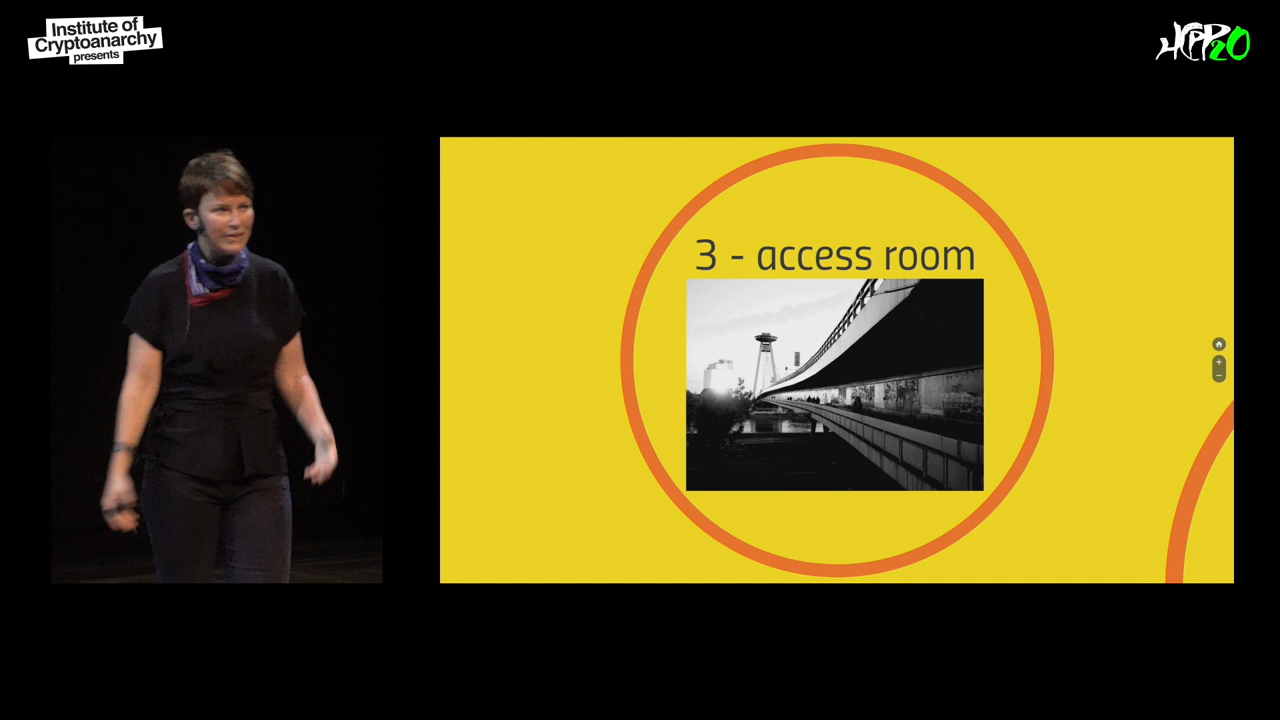 Institute of
Cryptoanarchy
presents
HCPP20
3 - access room